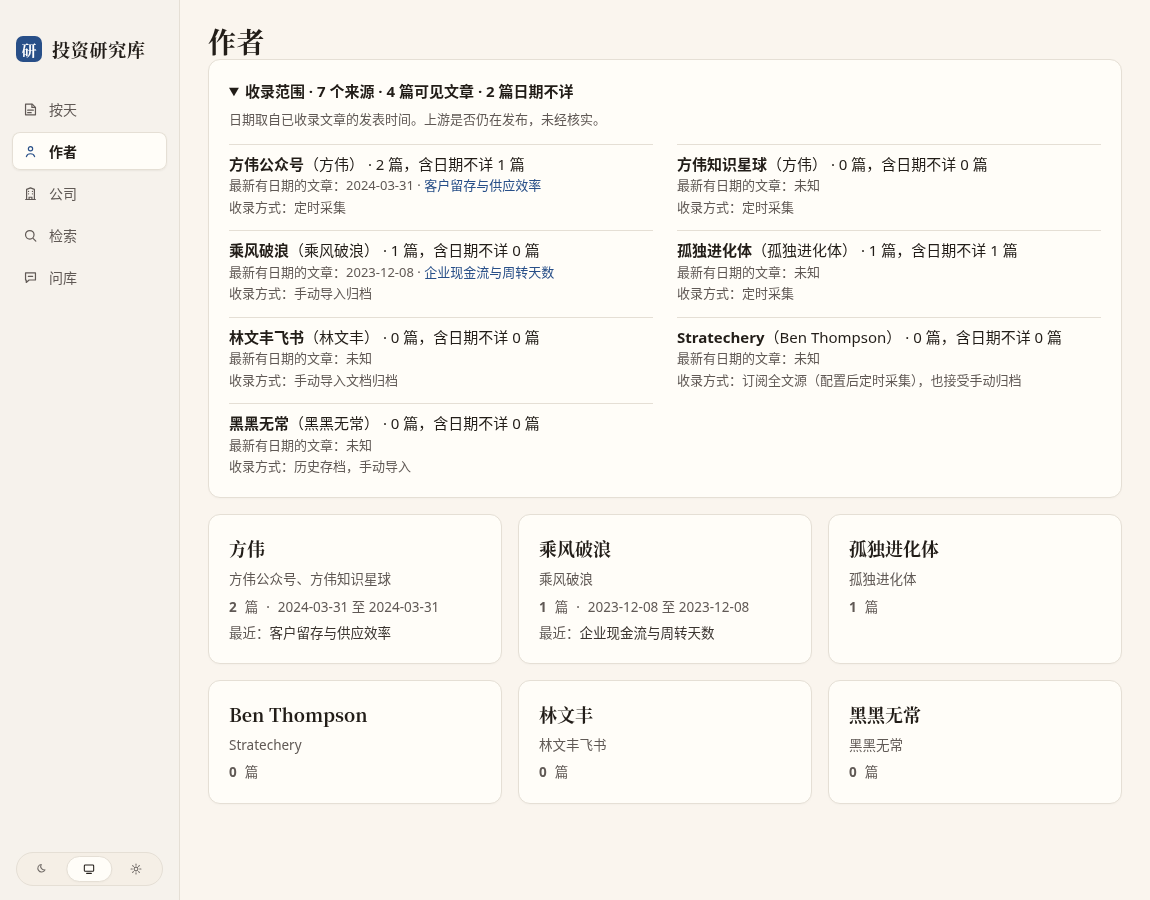 研 投资研究库
按天
作者
公司
检索
问库
作者
▼ 收录范围 · 7 个来源 · 4 篇可见文章 · 2 篇日期不详
日期取自已收录文章的发表时间。上游是否仍在发布，未经核实。
方伟公众号（方伟） · 2 篇，含日期不详 1 篇
最新有日期的文章：2024-03-31 · 客户留存与供应效率
收录方式：定时采集
方伟知识星球（方伟） · 0 篇，含日期不详 0 篇
最新有日期的文章：未知
收录方式：定时采集
乘风破浪（乘风破浪） · 1 篇，含日期不详 0 篇
最新有日期的文章：2023-12-08 · 企业现金流与周转天数
收录方式：手动导入归档
孤独进化体（孤独进化体） · 1 篇，含日期不详 1 篇
最新有日期的文章：未知
收录方式：定时采集
林文丰飞书（林文丰） · 0 篇，含日期不详 0 篇
最新有日期的文章：未知
收录方式：手动导入文档归档
Stratechery（Ben Thompson） · 0 篇，含日期不详 0 篇
最新有日期的文章：未知
收录方式：订阅全文源（配置后定时采集），也接受手动归档
黑黑无常（黑黑无常） · 0 篇，含日期不详 0 篇
最新有日期的文章：未知
收录方式：历史存档，手动导入
方伟
方伟公众号、方伟知识星球
2 篇 · 2024-03-31 至 2024-03-31
最近：客户留存与供应效率
乘风破浪
乘风破浪
1 篇 · 2023-12-08 至 2023-12-08
最近：企业现金流与周转天数
孤独进化体
孤独进化体
1 篇
Ben Thompson
Stratechery
0 篇
林文丰
林文丰飞书
0 篇
黑黑无常
黑黑无常
0 篇